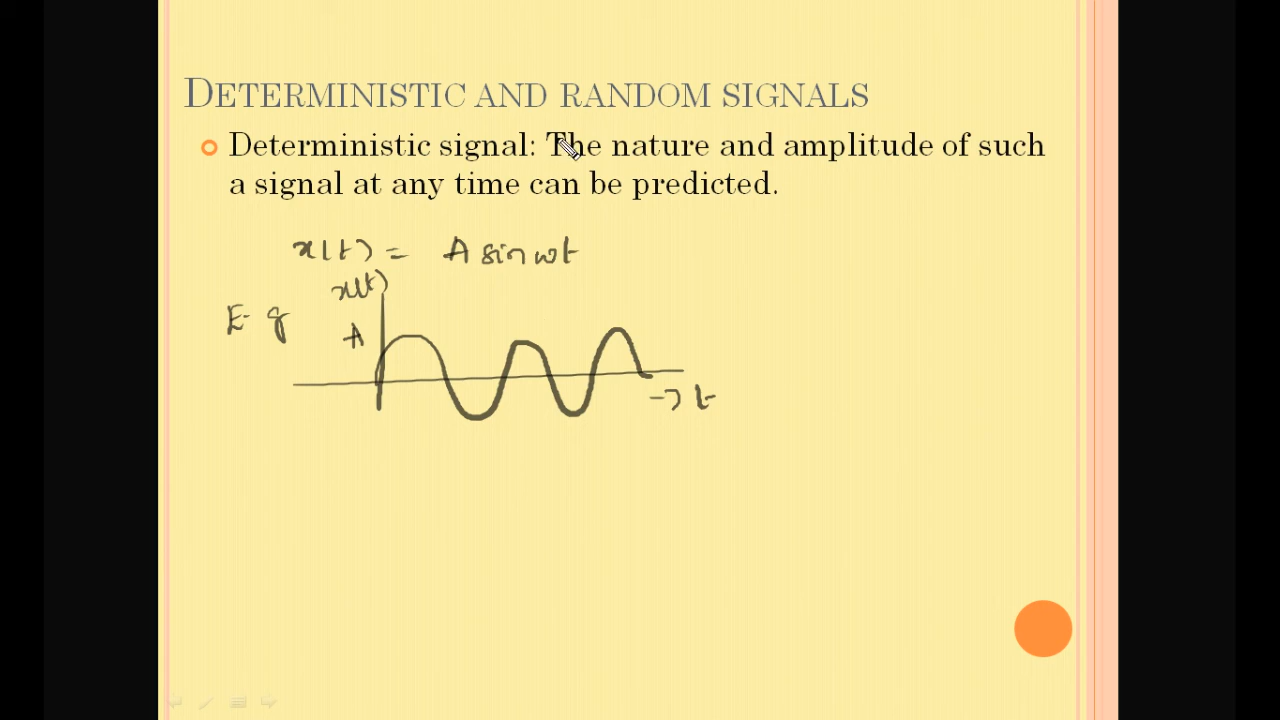 DETERMINISTIC AND RANDOM SIGNALS
Deterministic signal: The nature and amplitude of such
a signal at any time can be predicted.
x(t) = A sin ωt
x(t)
E.g
A
→ t